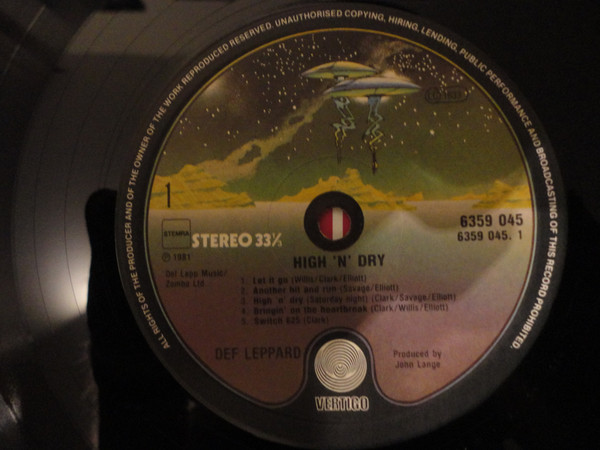 ALL RIGHTS OF THE PRODUCER AND OF THE OWNER OF THE WORK REPRODUCED RESERVED. UNAUTHORISED COPYING, HIRING, LENDING, PUBLIC PERFORMANCE AND BROADCASTING OF THIS RECORD PROHIBITED.
1
STEMRA
STEREO 33⅓
6359 045
6359 045. 1
℗ 1981
HIGH 'N' DRY
Def Lepp Music/
Zomba Ltd
1. Let it go (Willis/Clark/Elliott)
2. Another hit and run (Savage/Elliott)
3. High 'n' dry (Saturday night) (Clark/Savage/Elliott)
4. Bringin' on the heartbreak (Clark/Willis/Elliott)
5. Switch 625 (Clark)
DEF LEPPARD
Produced by
John Lange
VERTIGO